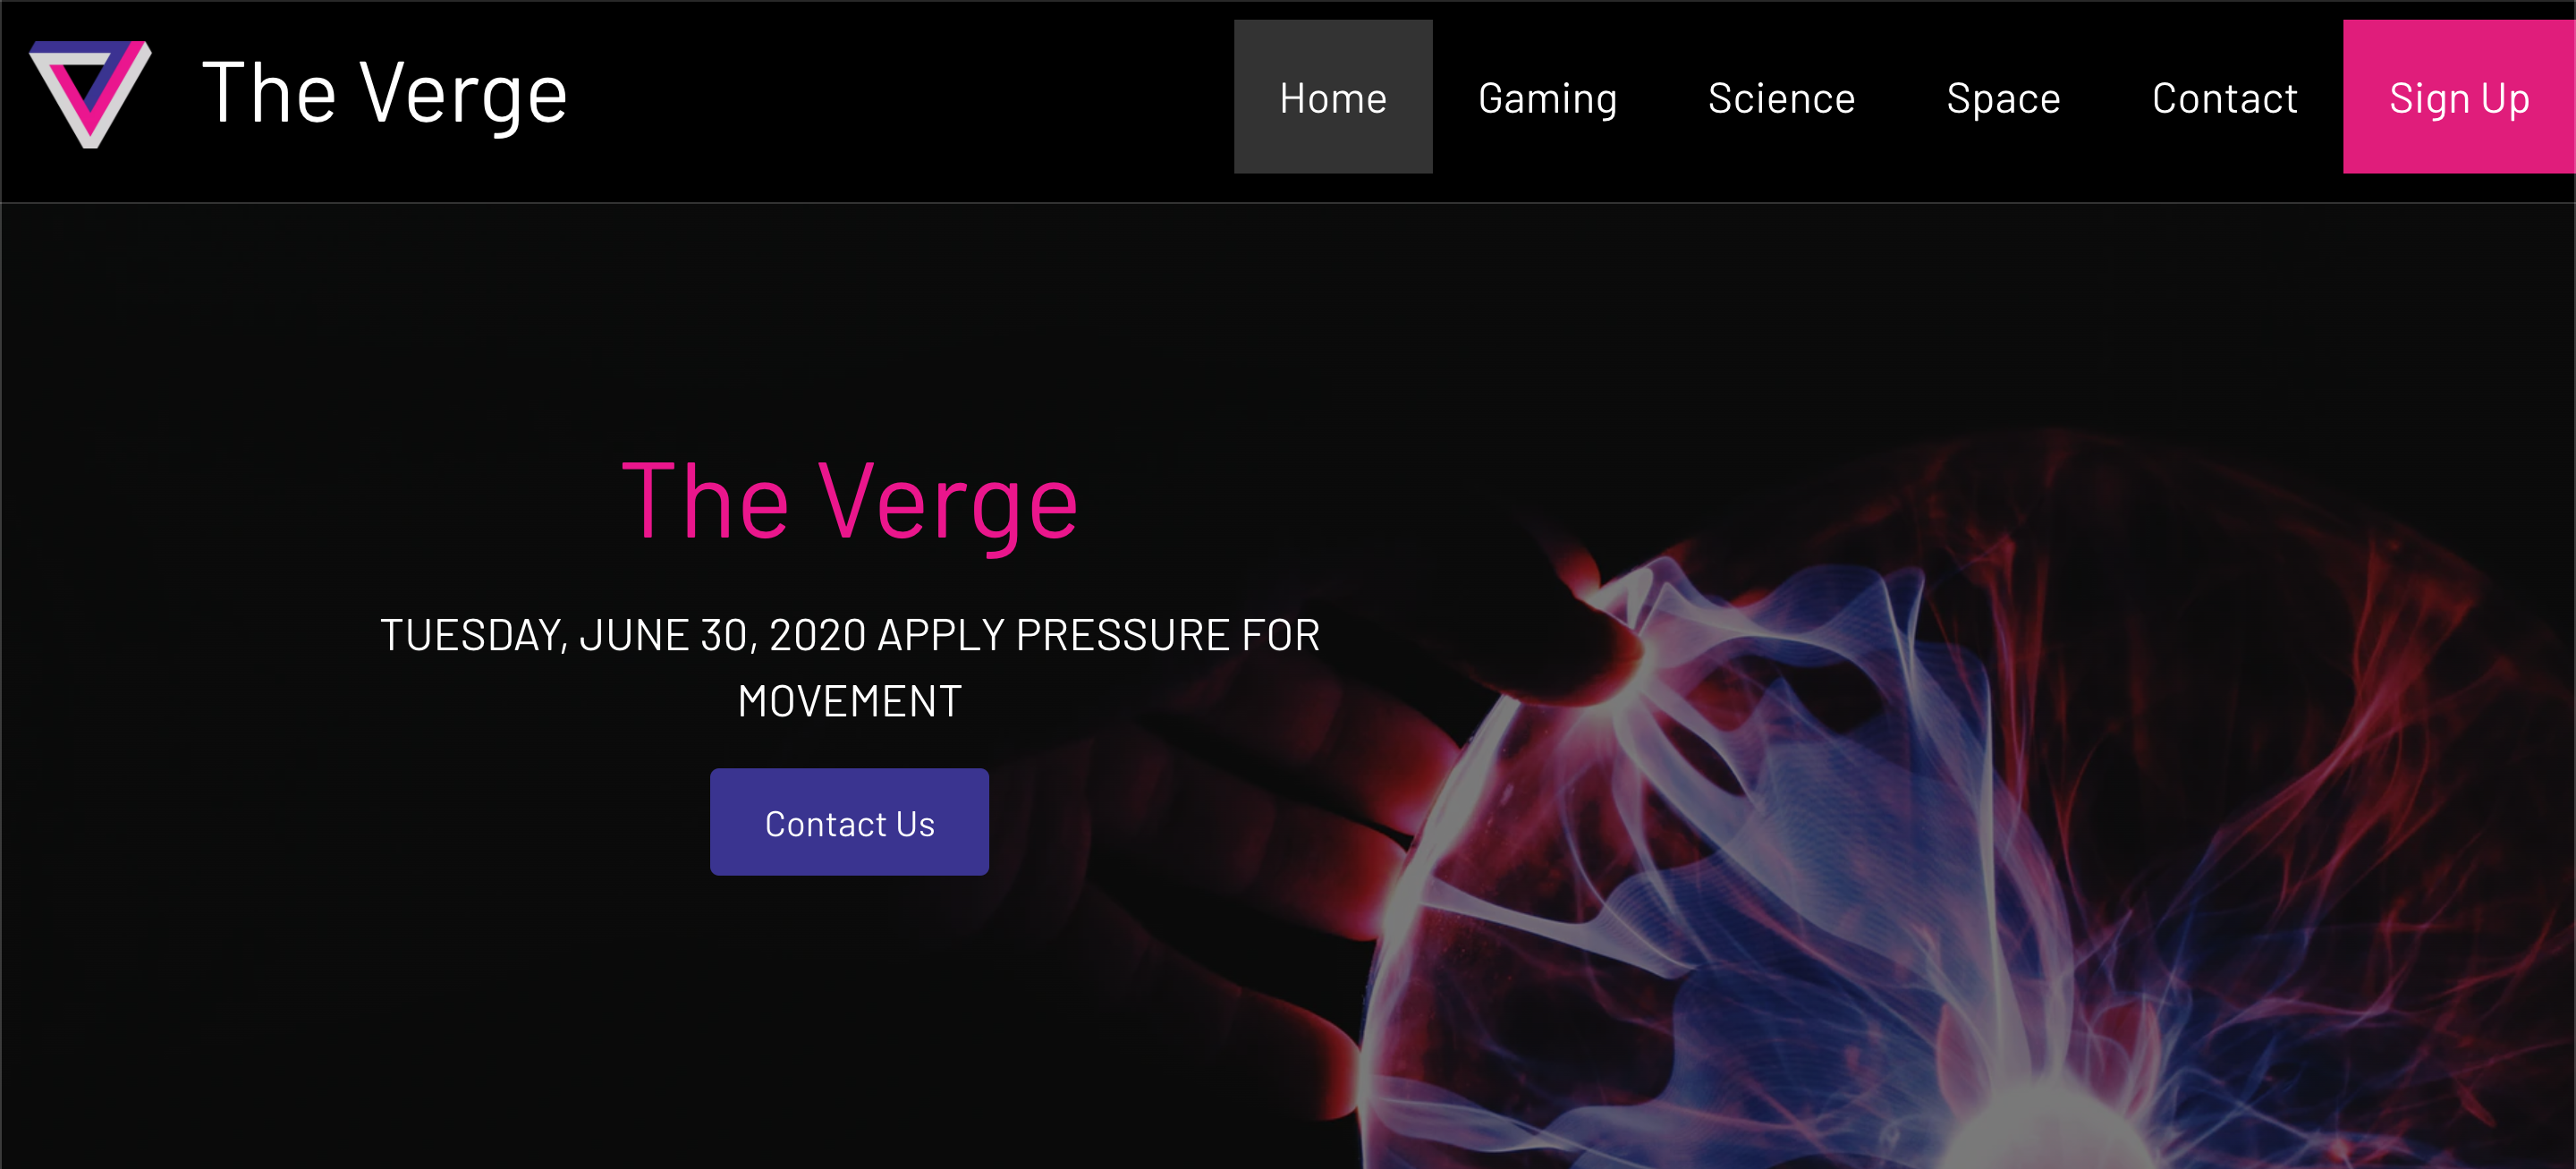 The Verge
Home
Gaming
Science
Space
Contact
Sign Up
The Verge
TUESDAY, JUNE 30, 2020 APPLY PRESSURE FOR
MOVEMENT
Contact Us